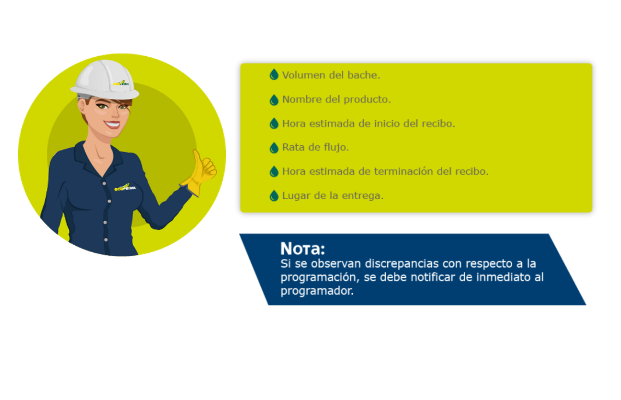 Volumen del bache.
Nombre del producto.
Hora estimada de inicio del recibo.
Rata de flujo.
Hora estimada de terminación del recibo.
Lugar de la entrega.
Nota:
Si se observan discrepancias con respecto a la
programación, se debe notificar de inmediato al
programador.